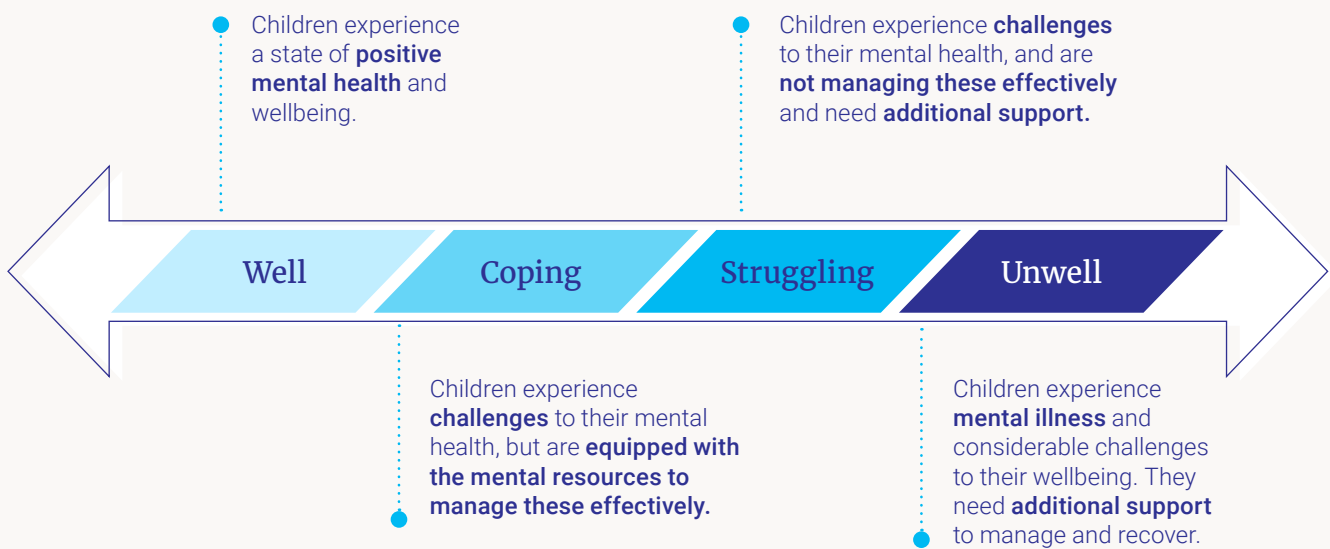 Children experience
a state of positive
mental health and
wellbeing.
Children experience challenges
to their mental health, and are
not managing these effectively
and need additional support.
Well
Coping
Struggling
Unwell
Children experience
challenges to their mental
health, but are equipped with
the mental resources to
manage these effectively.
Children experience
mental illness and
considerable challenges
to their wellbeing. They
need additional support
to manage and recover.